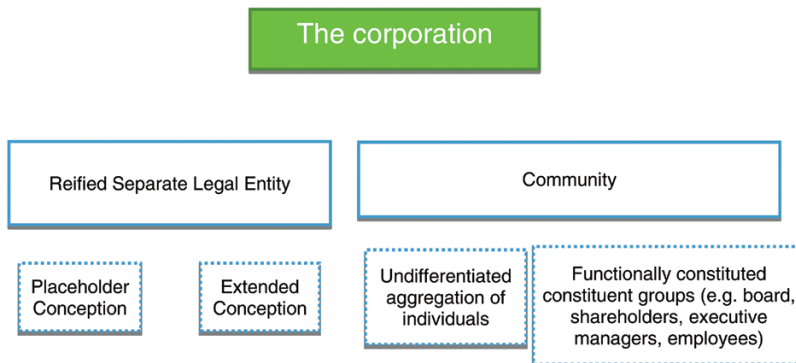 The corporation
Reified Separate Legal Entity
Community
Placeholder
Conception
Extended
Conception
Undifferentiated
aggregation of
individuals
Functionally constituted
constituent groups (e.g. board,
shareholders, executive
managers, employees)